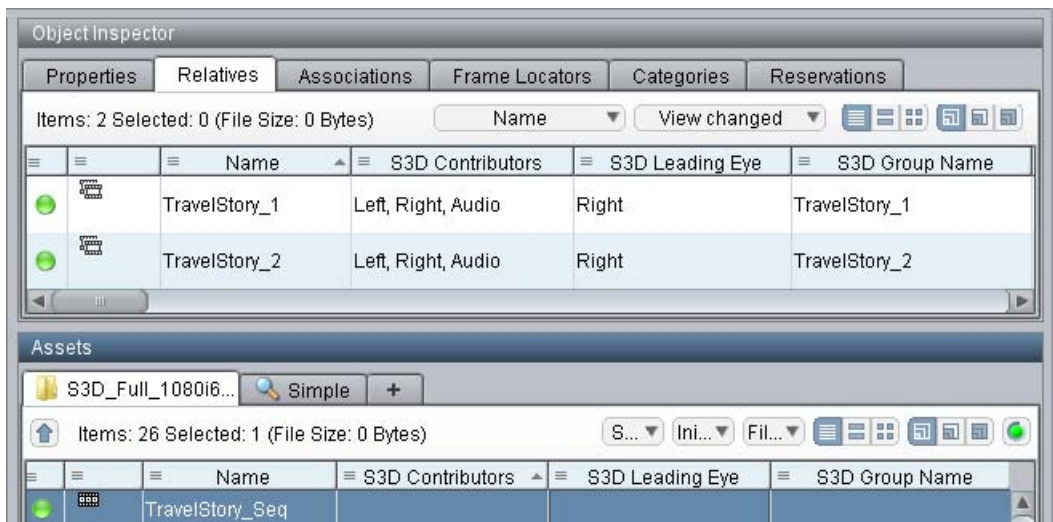 Object Inspector
Properties Relatives Associations Frame Locators Categories Reservations
Items: 2 Selected: 0 (File Size: 0 Bytes) Name View changed
Name S3D Contributors S3D Leading Eye S3D Group Name
TravelStory_1 Left, Right, Audio Right TravelStory_1
TravelStory_2 Left, Right, Audio Right TravelStory_2
Assets
S3D_Full_1080i6... Simple +
Items: 26 Selected: 1 (File Size: 0 Bytes) S... Ini... Fil...
Name S3D Contributors S3D Leading Eye S3D Group Name
TravelStory_Seq